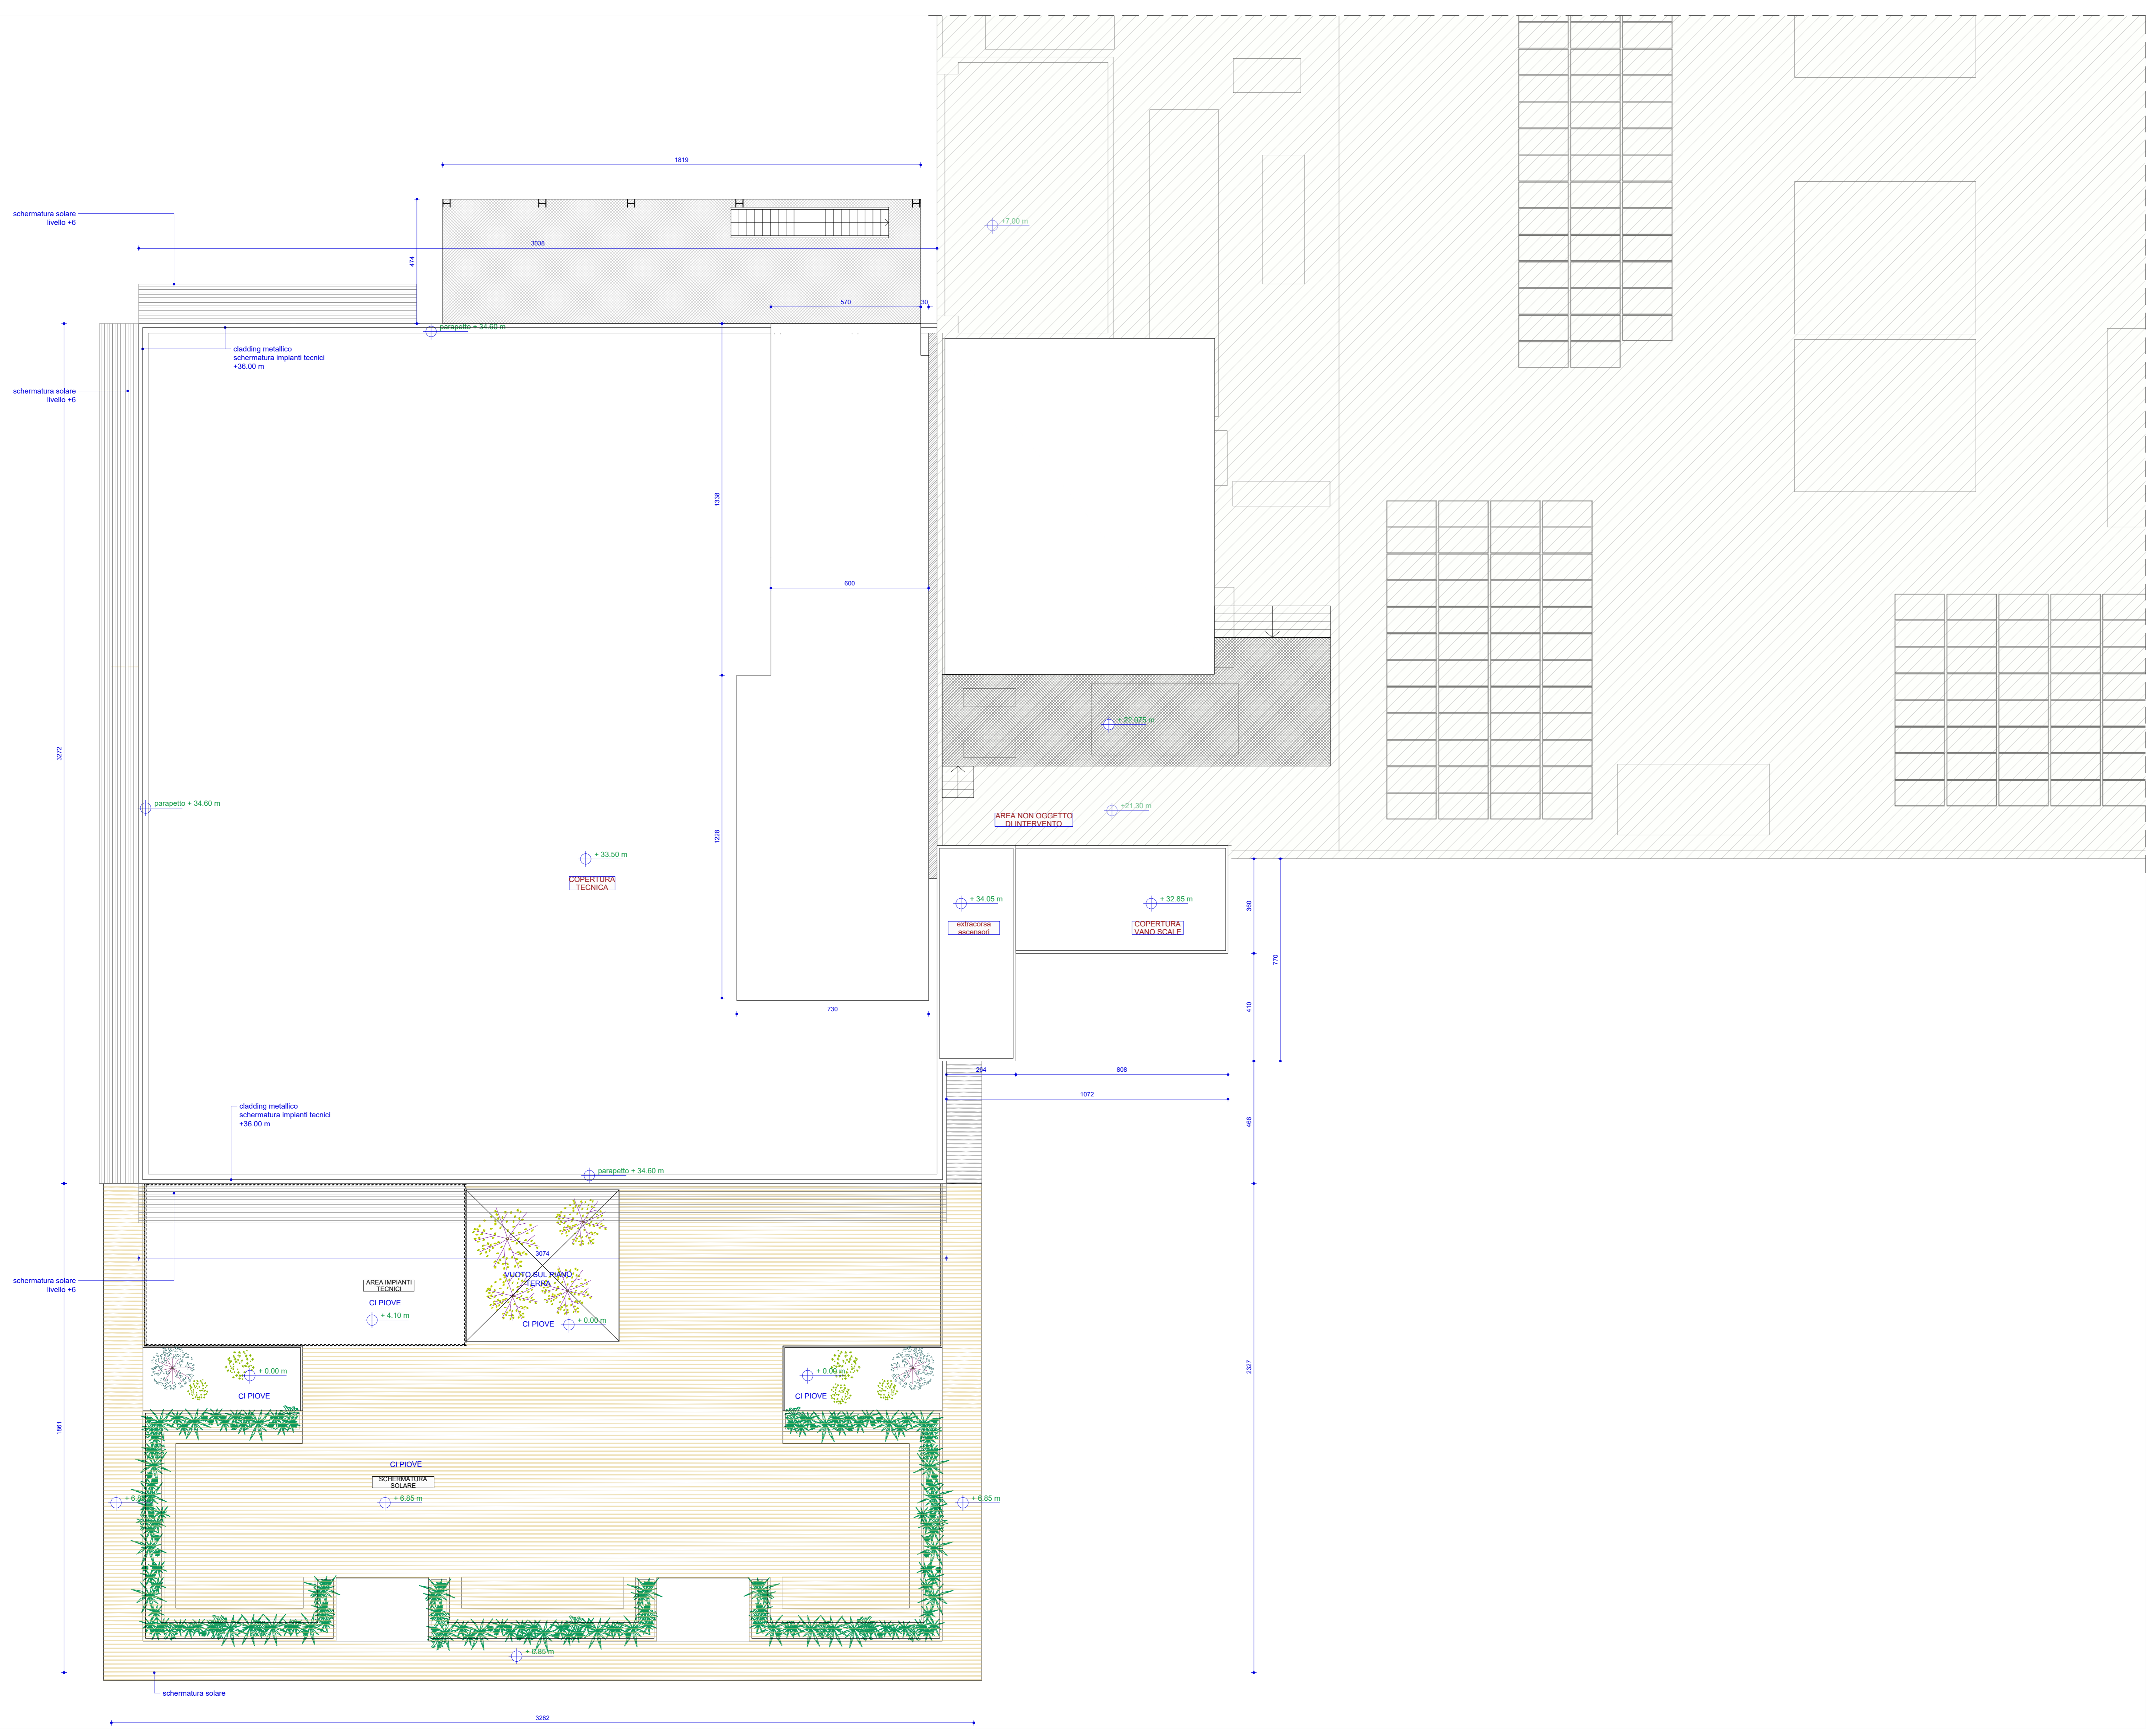 1819
schermatura solare
livello +6
+7.00 m
3038
474
570
30
parapetto + 34.60 m
cladding metallico
schermatura impianti tecnici
+36.00 m
schermatura solare
livello +6
1338
600
+ 22.075 m
3272
parapetto + 34.60 m
+21.30 m
AREA NON OGGETTO
DI INTERVENTO
1228
+ 33.50 m
COPERTURA
TECNICA
+ 34.05 m
extracorsa
ascensori
+ 32.85 m
COPERTURA
VANO SCALE
360
770
730
410
264
808
1072
cladding metallico
schermatura impianti tecnici
+36.00 m
466
parapetto + 34.60 m
3074
schermatura solare
livello +6
AREA IMPIANTI
TECNICI
CI PIOVE
+ 4.10 m
VUOTO SUL PIANO
TERRA
CI PIOVE
+ 0.00 m
+ 0.00 m
CI PIOVE
+ 0.00 m
CI PIOVE
2327
1861
CI PIOVE
SCHERMATURA
SOLARE
+ 6.85 m
+ 6.85 m
+ 6.85 m
schermatura solare
3282